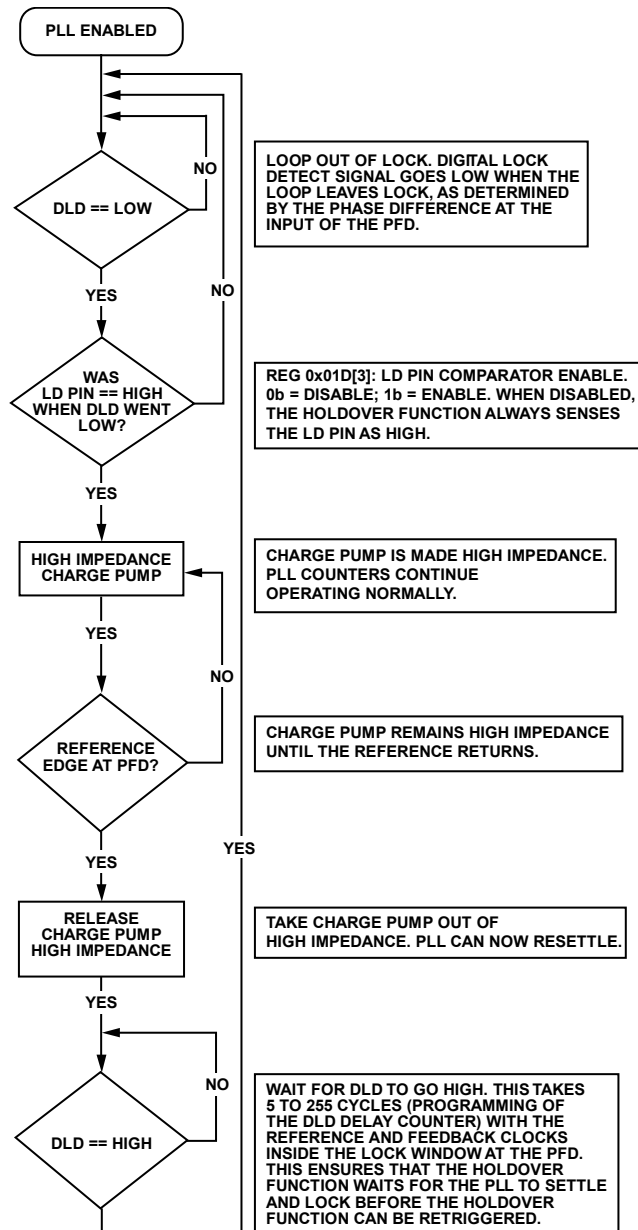 PLL ENABLED
NO
DLD == LOW
LOOP OUT OF LOCK. DIGITAL LOCK
DETECT SIGNAL GOES LOW WHEN THE
LOOP LEAVES LOCK, AS DETERMINED
BY THE PHASE DIFFERENCE AT THE
INPUT OF THE PFD.
YES
NO
WAS
LD PIN == HIGH
WHEN DLD WENT
LOW?
REG 0x01D[3]: LD PIN COMPARATOR ENABLE.
0b = DISABLE; 1b = ENABLE. WHEN DISABLED,
THE HOLDOVER FUNCTION ALWAYS SENSES
THE LD PIN AS HIGH.
YES
HIGH IMPEDANCE
CHARGE PUMP
CHARGE PUMP IS MADE HIGH IMPEDANCE.
PLL COUNTERS CONTINUE
OPERATING NORMALLY.
YES
NO
REFERENCE
EDGE AT PFD?
CHARGE PUMP REMAINS HIGH IMPEDANCE
UNTIL THE REFERENCE RETURNS.
YES
YES
RELEASE
CHARGE PUMP
HIGH IMPEDANCE
TAKE CHARGE PUMP OUT OF
HIGH IMPEDANCE. PLL CAN NOW RESETTLE.
YES
NO
DLD == HIGH
WAIT FOR DLD TO GO HIGH. THIS TAKES
5 TO 255 CYCLES (PROGRAMMING OF
THE DLD DELAY COUNTER) WITH THE
REFERENCE AND FEEDBACK CLOCKS
INSIDE THE LOCK WINDOW AT THE PFD.
THIS ENSURES THAT THE HOLDOVER
FUNCTION WAITS FOR THE PLL TO SETTLE
AND LOCK BEFORE THE HOLDOVER
FUNCTION CAN BE RETRIGGERED.